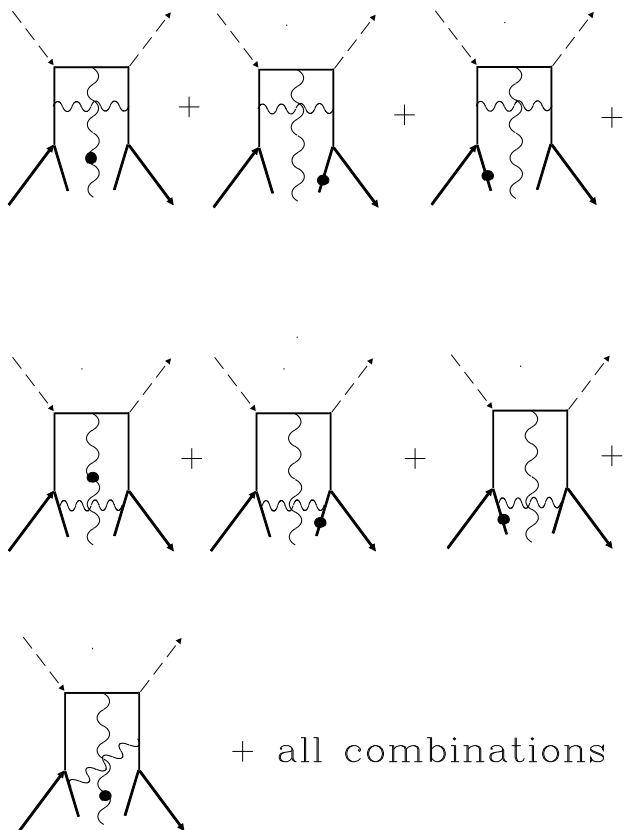 + + +
+ + +
+ all combinations